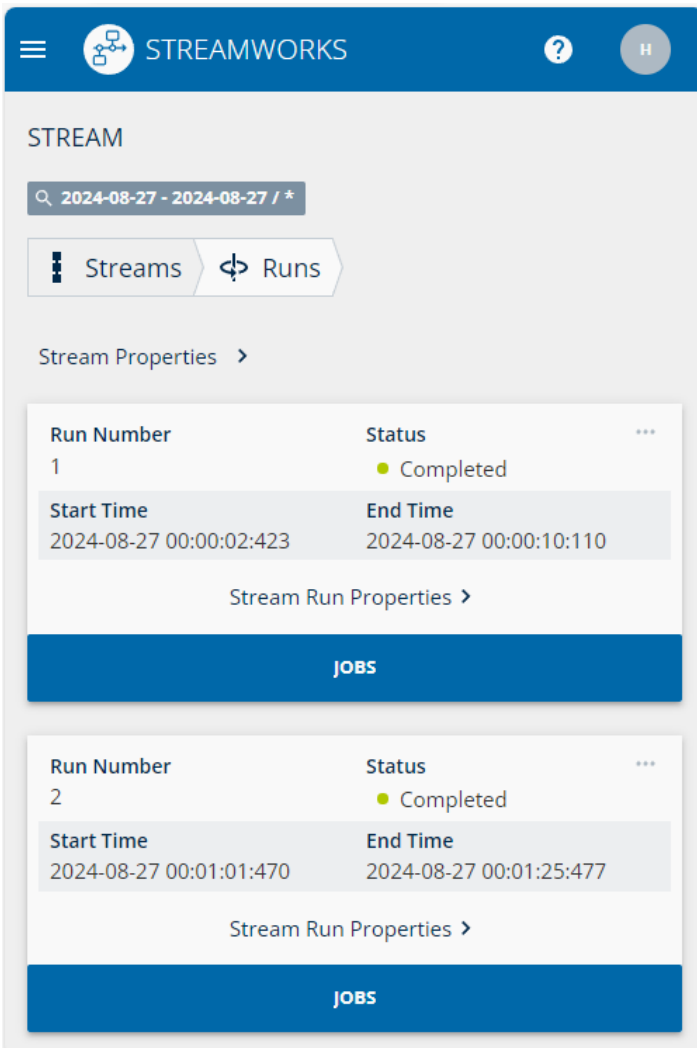 STREAMWORKS
H
STREAM
2024-08-27 - 2024-08-27 / *
Streams Runs
Stream Properties
Run Number Status
1 Completed
Start Time End Time
2024-08-27 00:00:02:423 2024-08-27 00:00:10:110
Stream Run Properties
JOBS
Run Number Status
2 Completed
Start Time End Time
2024-08-27 00:01:01:470 2024-08-27 00:01:25:477
Stream Run Properties
JOBS